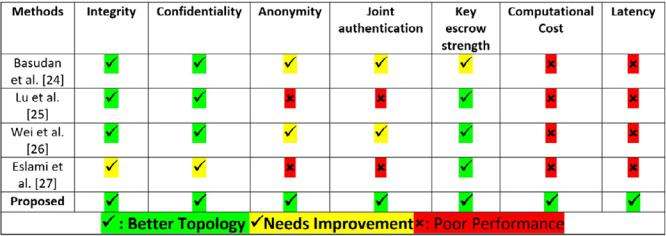 Methods Integrity Confidentiality Anonymity Joint authentication Key escrow strength Computational Cost Latency
Basudan et al. [24] ✓ ✓ ✓ ✓ ✓ × ×
Lu et al. [25] ✓ ✓ × × ✓ × ×
Wei et al. [26] ✓ ✓ ✓ ✓ ✓ × ×
Eslami et al. [27] ✓ ✓ × × ✓ × ×
Proposed ✓ ✓ ✓ ✓ ✓ ✓ ✓
✓ : Better Topology ✓Needs Improvement×: Poor Performance